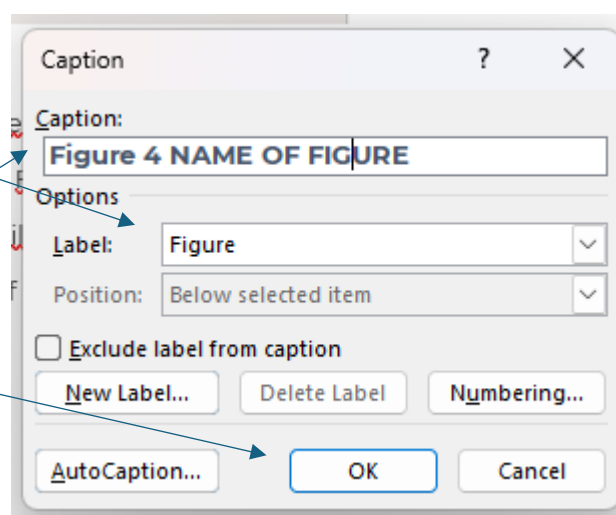 Caption
?
Caption:
Figure 4 NAME OF FIGURE
Options
Label: Figure
Position: Below selected item
Exclude label from caption
New Label... Delete Label Numbering...
AutoCaption... OK Cancel